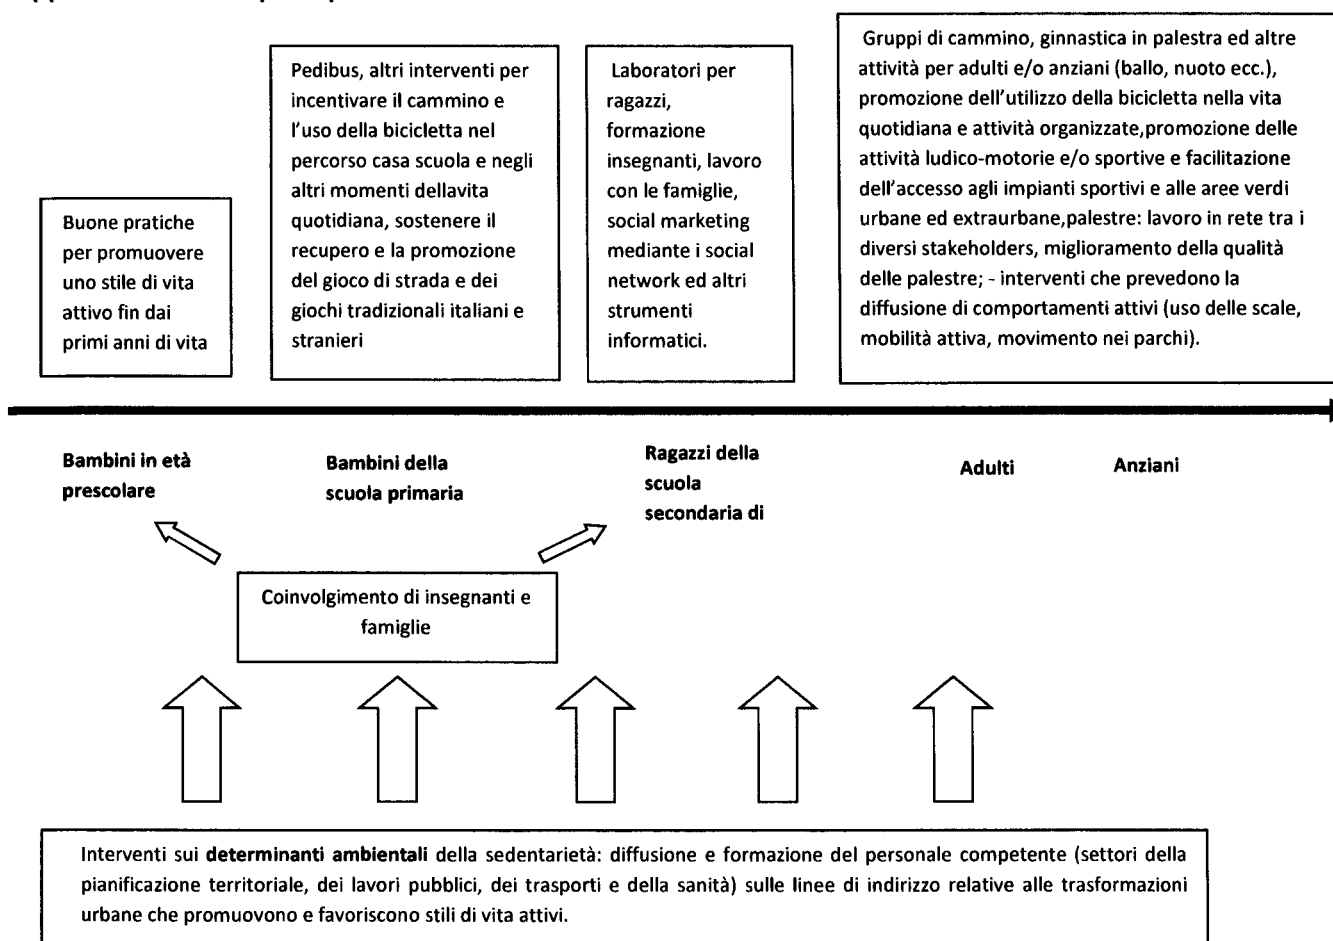 Buone pratiche
per promuovere
uno stile di vita
attivo fin dai
primi anni di vita
Pedibus, altri interventi per
incentivare il cammino e
l'uso della bicicletta nel
percorso casa scuola e negli
altri momenti dellavita
quotidiana, sostenere il
recupero e la promozione
del gioco di strada e dei
giochi tradizionali italiani e
stranieri
Laboratori per
ragazzi,
formazione
insegnanti, lavoro
con le famiglie,
social marketing
mediante i social
network ed altri
strumenti
informatici.
Gruppi di cammino, ginnastica in palestra ed altre
attività per adulti e/o anziani (ballo, nuoto ecc.),
promozione dell'utilizzo della bicicletta nella vita
quotidiana e attività organizzate,promozione delle
attività ludico-motorie e/o sportive e facilitazione
dell'accesso agli impianti sportivi e alle aree verdi
urbane ed extraurbane,palestre: lavoro in rete tra i
diversi stakeholders, miglioramento della qualità
delle palestre; - interventi che prevedono la
diffusione di comportamenti attivi (uso delle scale,
mobilità attiva, movimento nei parchi).
Bambini in età
prescolare
Bambini della
scuola primaria
Ragazzi della
scuola
secondaria di
Adulti
Anziani
Coinvolgimento di insegnanti e
famiglie
Interventi sui determinanti ambientali della sedentarietà: diffusione e formazione del personale competente (settori della
pianificazione territoriale, dei lavori pubblici, dei trasporti e della sanità) sulle linee di indirizzo relative alle trasformazioni
urbane che promuovono e favoriscono stili di vita attivi.